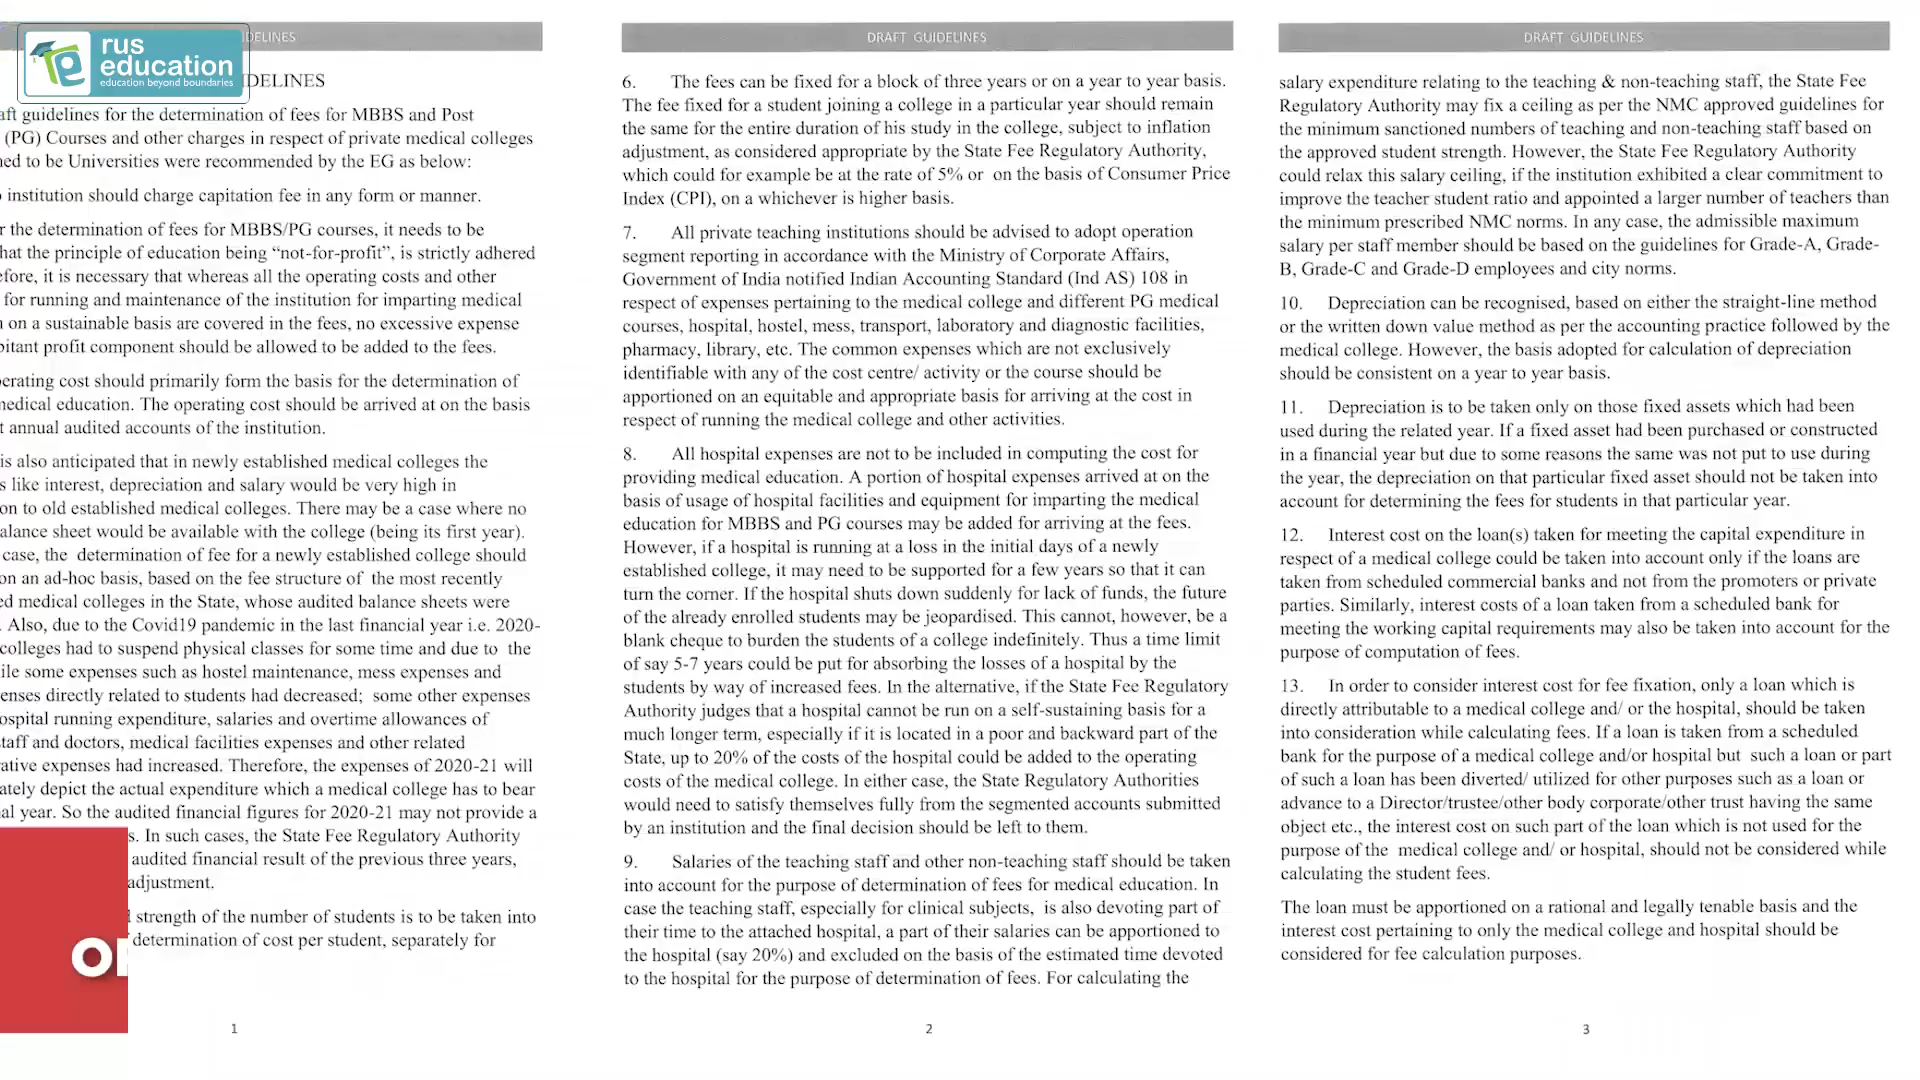 rus
education
education beyond boundaries
DELINES
IDELINES
aft guidelines for the determination of fees for MBBS and Post
(PG) Courses and other charges in respect of private medical colleges
ned to be Universities were recommended by the EG as below:
institution should charge capitation fee in any form or manner.
r the determination of fees for MBBS/PG courses, it needs to be
hat the principle of education being “not-for-profit”, is strictly adhered
efore, it is necessary that whereas all the operating costs and other
for running and maintenance of the institution for imparting medical
on a sustainable basis are covered in the fees, no excessive expense
bitant profit component should be allowed to be added to the fees.
erating cost should primarily form the basis for the determination of
medical education. The operating cost should be arrived at on the basis
t annual audited accounts of the institution.
is also anticipated that in newly established medical colleges the
s like interest, depreciation and salary would be very high in
on to old established medical colleges. There may be a case where no
alance sheet would be available with the college (being its first year).
case, the determination of fee for a newly established college should
on an ad-hoc basis, based on the fee structure of the most recently
ed medical colleges in the State, whose audited balance sheets were
. Also, due to the Covid19 pandemic in the last financial year i.e. 2020-
colleges had to suspend physical classes for some time and due to the
ile some expenses such as hostel maintenance, mess expenses and
enses directly related to students had decreased; some other expenses
ospital running expenditure, salaries and overtime allowances of
taff and doctors, medical facilities expenses and other related
rative expenses had increased. Therefore, the expenses of 2020-21 will
ately depict the actual expenditure which a medical college has to bear
al year. So the audited financial figures for 2020-21 may not provide a
s. In such cases, the State Fee Regulatory Authority
audited financial result of the previous three years,
adjustment.
strength of the number of students is to be taken into
determination of cost per student, separately for
1
DRAFT GUIDELINES
6. The fees can be fixed for a block of three years or on a year to year basis.
The fee fixed for a student joining a college in a particular year should remain
the same for the entire duration of his study in the college, subject to inflation
adjustment, as considered appropriate by the State Fee Regulatory Authority,
which could for example be at the rate of 5% or on the basis of Consumer Price
Index (CPI), on a whichever is higher basis.
7. All private teaching institutions should be advised to adopt operation
segment reporting in accordance with the Ministry of Corporate Affairs,
Government of India notified Indian Accounting Standard (Ind AS) 108 in
respect of expenses pertaining to the medical college and different PG medical
courses, hospital, hostel, mess, transport, laboratory and diagnostic facilities,
pharmacy, library, etc. The common expenses which are not exclusively
identifiable with any of the cost centre/ activity or the course should be
apportioned on an equitable and appropriate basis for arriving at the cost in
respect of running the medical college and other activities.
8. All hospital expenses are not to be included in computing the cost for
providing medical education. A portion of hospital expenses arrived at on the
basis of usage of hospital facilities and equipment for imparting the medical
education for MBBS and PG courses may be added for arriving at the fees.
However, if a hospital is running at a loss in the initial days of a newly
established college, it may need to be supported for a few years so that it can
turn the corner. If the hospital shuts down suddenly for lack of funds, the future
of the already enrolled students may be jeopardised. This cannot, however, be a
blank cheque to burden the students of a college indefinitely. Thus a time limit
of say 5-7 years could be put for absorbing the losses of a hospital by the
students by way of increased fees. In the alternative, if the State Fee Regulatory
Authority judges that a hospital cannot be run on a self-sustaining basis for a
much longer term, especially if it is located in a poor and backward part of the
State, up to 20% of the costs of the hospital could be added to the operating
costs of the medical college. In either case, the State Regulatory Authorities
would need to satisfy themselves fully from the segmented accounts submitted
by an institution and the final decision should be left to them.
9. Salaries of the teaching staff and other non-teaching staff should be taken
into account for the purpose of determination of fees for medical education. In
case the teaching staff, especially for clinical subjects, is also devoting part of
their time to the attached hospital, a part of their salaries can be apportioned to
the hospital (say 20%) and excluded on the basis of the estimated time devoted
to the hospital for the purpose of determination of fees. For calculating the
2
DRAFT GUIDELINES
salary expenditure relating to the teaching & non-teaching staff, the State Fee
Regulatory Authority may fix a ceiling as per the NMC approved guidelines for
the minimum sanctioned numbers of teaching and non-teaching staff based on
the approved student strength. However, the State Fee Regulatory Authority
could relax this salary ceiling, if the institution exhibited a clear commitment to
improve the teacher student ratio and appointed a larger number of teachers than
the minimum prescribed NMC norms. In any case, the admissible maximum
salary per staff member should be based on the guidelines for Grade-A, Grade-
B, Grade-C and Grade-D employees and city norms.
10. Depreciation can be recognised, based on either the straight-line method
or the written down value method as per the accounting practice followed by the
medical college. However, the basis adopted for calculation of depreciation
should be consistent on a year to year basis.
11. Depreciation is to be taken only on those fixed assets which had been
used during the related year. If a fixed asset had been purchased or constructed
in a financial year but due to some reasons the same was not put to use during
the year, the depreciation on that particular fixed asset should not be taken into
account for determining the fees for students in that particular year.
12. Interest cost on the loan(s) taken for meeting the capital expenditure in
respect of a medical college could be taken into account only if the loans are
taken from scheduled commercial banks and not from the promoters or private
parties. Similarly, interest costs of a loan taken from a scheduled bank for
meeting the working capital requirements may also be taken into account for the
purpose of computation of fees.
13. In order to consider interest cost for fee fixation, only a loan which is
directly attributable to a medical college and/ or the hospital, should be taken
into consideration while calculating fees. If a loan is taken from a scheduled
bank for the purpose of a medical college and/or hospital but such a loan or part
of such a loan has been diverted/ utilized for other purposes such as a loan or
advance to a Director/trustee/other body corporate/other trust having the same
object etc., the interest cost on such part of the loan which is not used for the
purpose of the medical college and/ or hospital, should not be considered while
calculating the student fees.
The loan must be apportioned on a rational and legally tenable basis and the
interest cost pertaining to only the medical college and hospital should be
considered for fee calculation purposes.
3